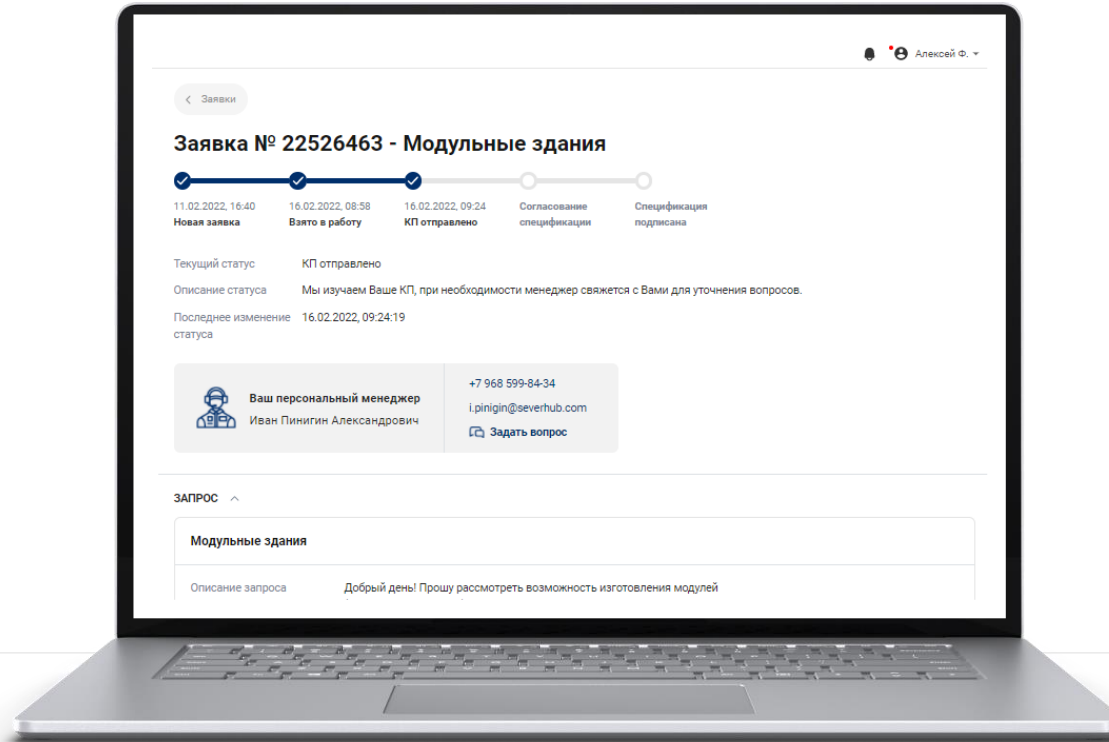 Алексей Ф.
Заявки
Заявка № 22526463 - Модульные здания
11.02.2022, 16:40
Новая заявка
16.02.2022, 08:58
Взято в работу
16.02.2022, 09:24
КП отправлено
Согласование
спецификации
Спецификация
подписана
Текущий статус КП отправлено
Описание статуса Мы изучаем Ваше КП, при необходимости менеджер свяжется с Вами для уточнения вопросов.
Последнее изменение 16.02.2022, 09:24:19
статуса
Ваш персональный менеджер
Иван Пинигин Александрович
+7 968 599-84-34
i.pinigin@severhub.com
Задать вопрос
ЗАПРОС
Модульные здания
Описание запроса Добрый день! Прошу рассмотреть возможность изготовления модулей